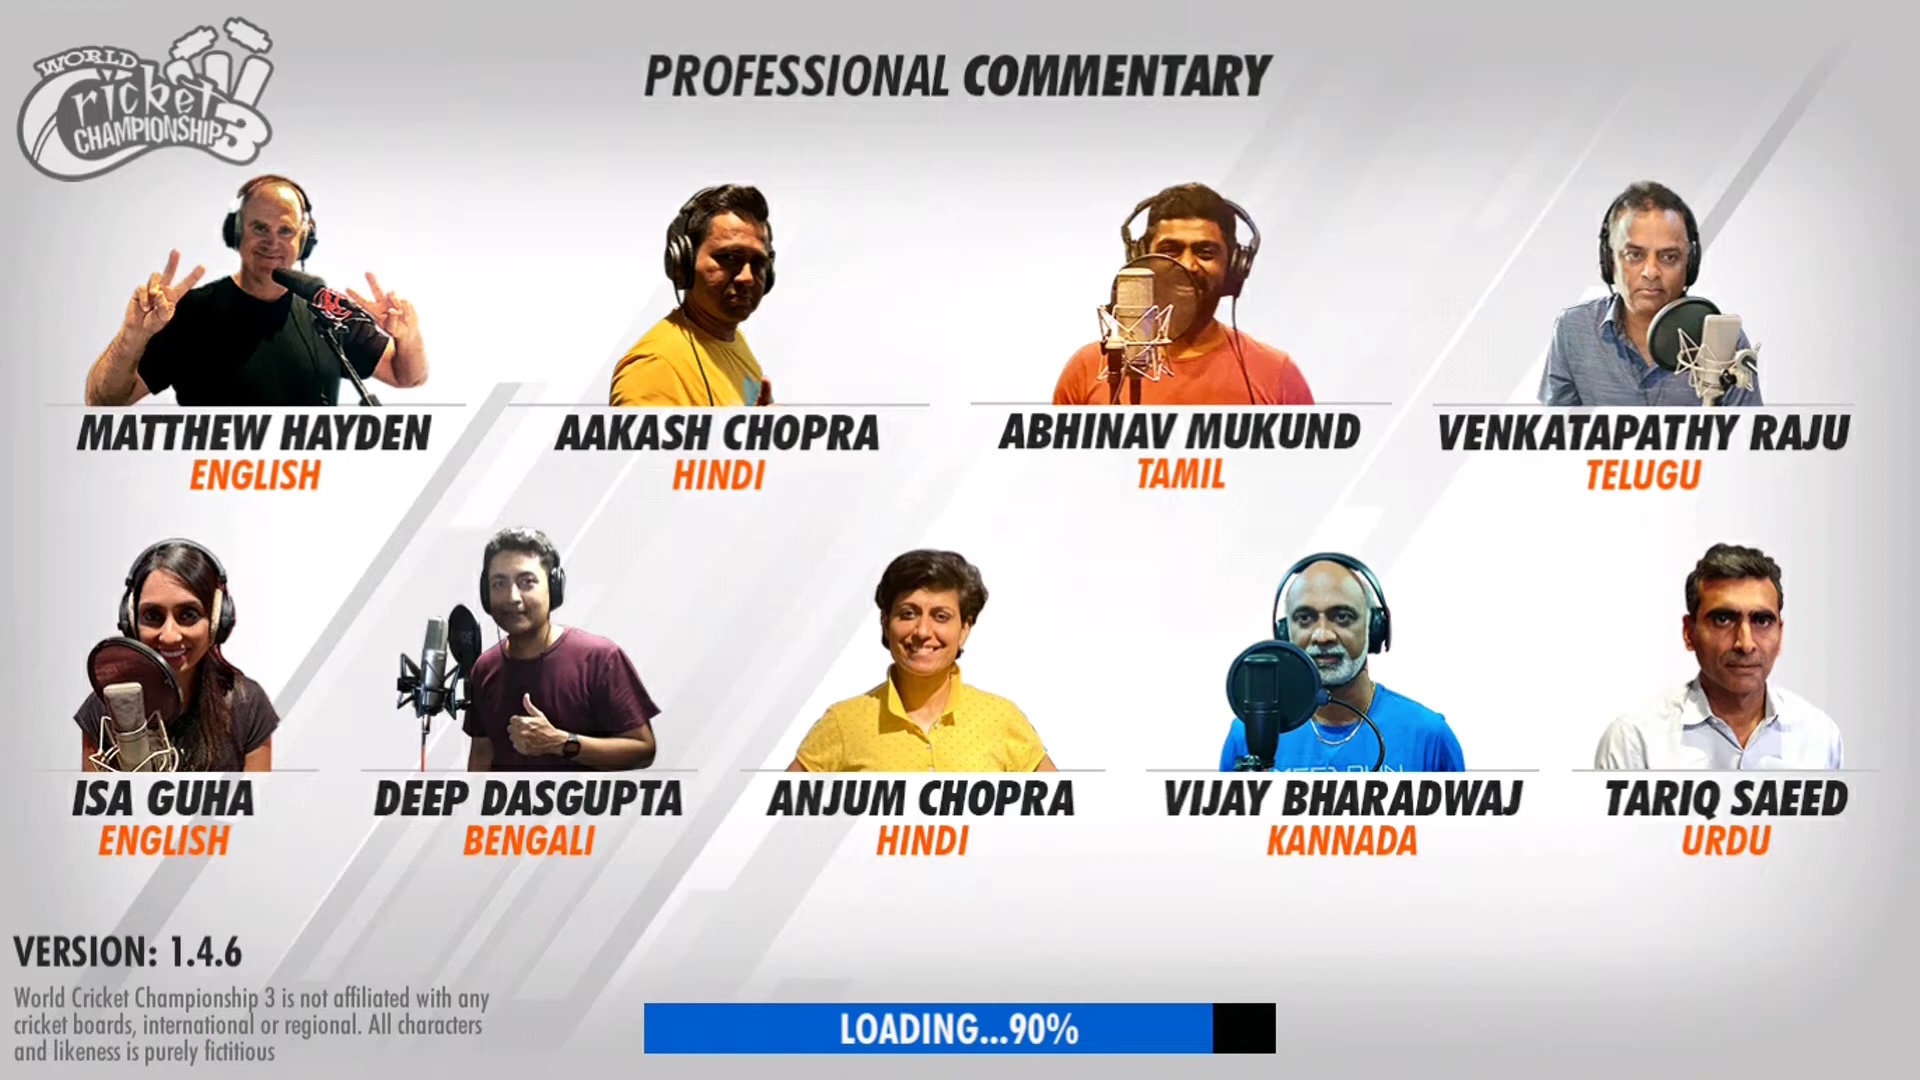 WORLD
Cricket
CHAMPIONSHIP 3
PROFESSIONAL COMMENTARY
MATTHEW HAYDEN
ENGLISH
AAKASH CHOPRA
HINDI
ABHINAV MUKUND
TAMIL
VENKATAPATHY RAJU
TELUGU
ISA GUHA
ENGLISH
DEEP DASGUPTA
BENGALI
ANJUM CHOPRA
HINDI
VIJAY BHARADWAJ
KANNADA
TARIQ SAEED
URDU
VERSION: 1.4.6
World Cricket Championship 3 is not affiliated with any
cricket boards, international or regional. All characters
and likeness is purely fictitious
LOADING...90%